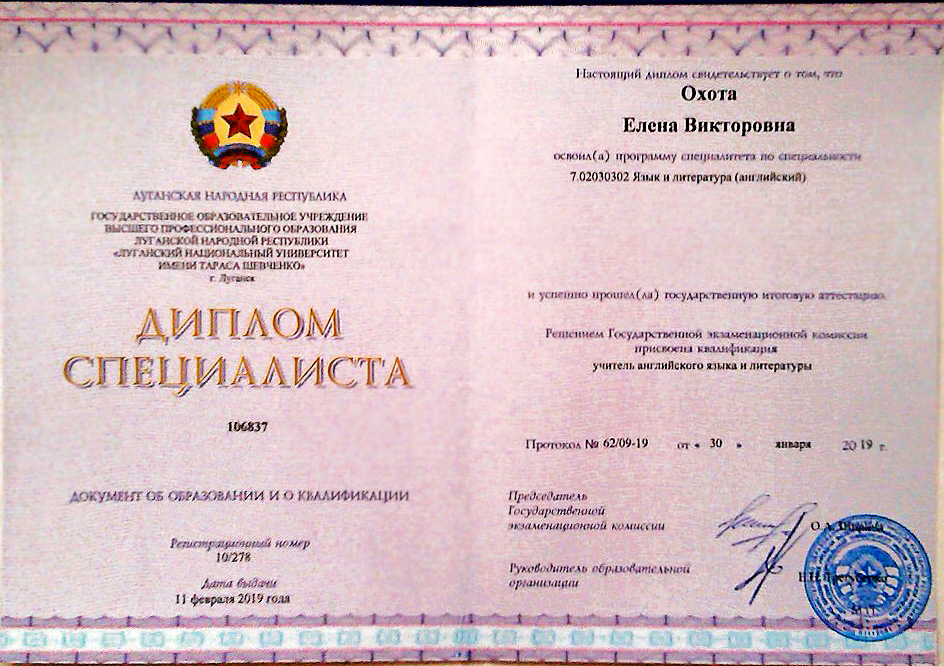 ЛУГАНСКАЯ НАРОДНАЯ РЕСПУБЛИКА
ГОСУДАРСТВЕННОЕ ОБРАЗОВАТЕЛЬНОЕ УЧРЕЖДЕНИЕ
ВЫСШЕГО ПРОФЕССИОНАЛЬНОГО ОБРАЗОВАНИЯ
ЛУГАНСКОЙ НАРОДНОЙ РЕСПУБЛИКИ
«ЛУГАНСКИЙ НАЦИОНАЛЬНЫЙ УНИВЕРСИТЕТ
ИМЕНИ ТАРАСА ШЕВЧЕНКО»
г. Луганск
ДИПЛОМ
СПЕЦИАЛИСТА
106837
ДОКУМЕНТ ОБ ОБРАЗОВАНИИ И О КВАЛИФИКАЦИИ
Регистрационный номер
10/278
Дата выдачи
11 февраля 2019 года
Настоящий диплом свидетельствует о том, что
Охота
Елена Викторовна
освоил(а) программу специалитета по специальности
7.02030302 Язык и литература (английский)
и успешно прошел(ла) государственную итоговую аттестацию
Решением Государственной экзаменационной комиссии
присвоена квалификация
учитель английского языка и литературы
Протокол № 62/09-19 от « 30 » января 2019 г.
Председатель
Государственной
экзаменационной комиссии
О.А.
Руководитель образовательной
организации
М.П.